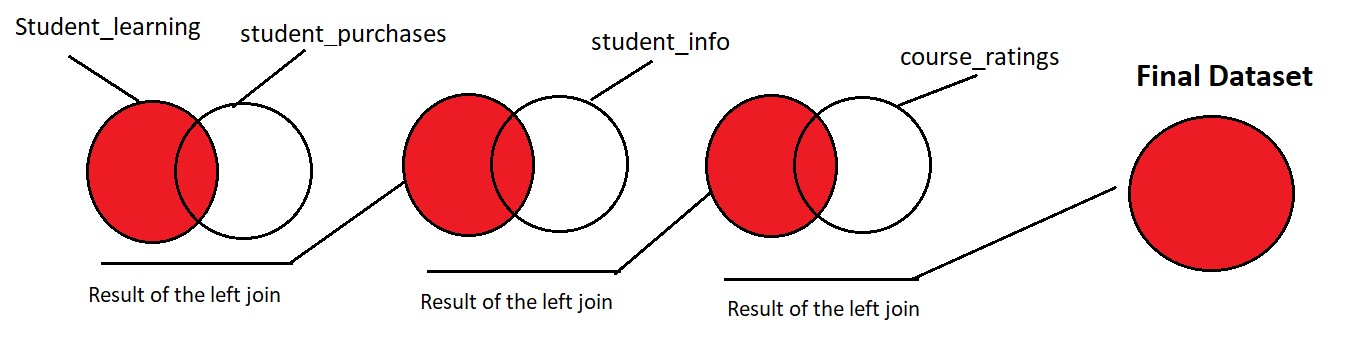 Student_learning
student_purchases
student_info
course_ratings
Final Dataset
Result of the left join
Result of the left join
Result of the left join